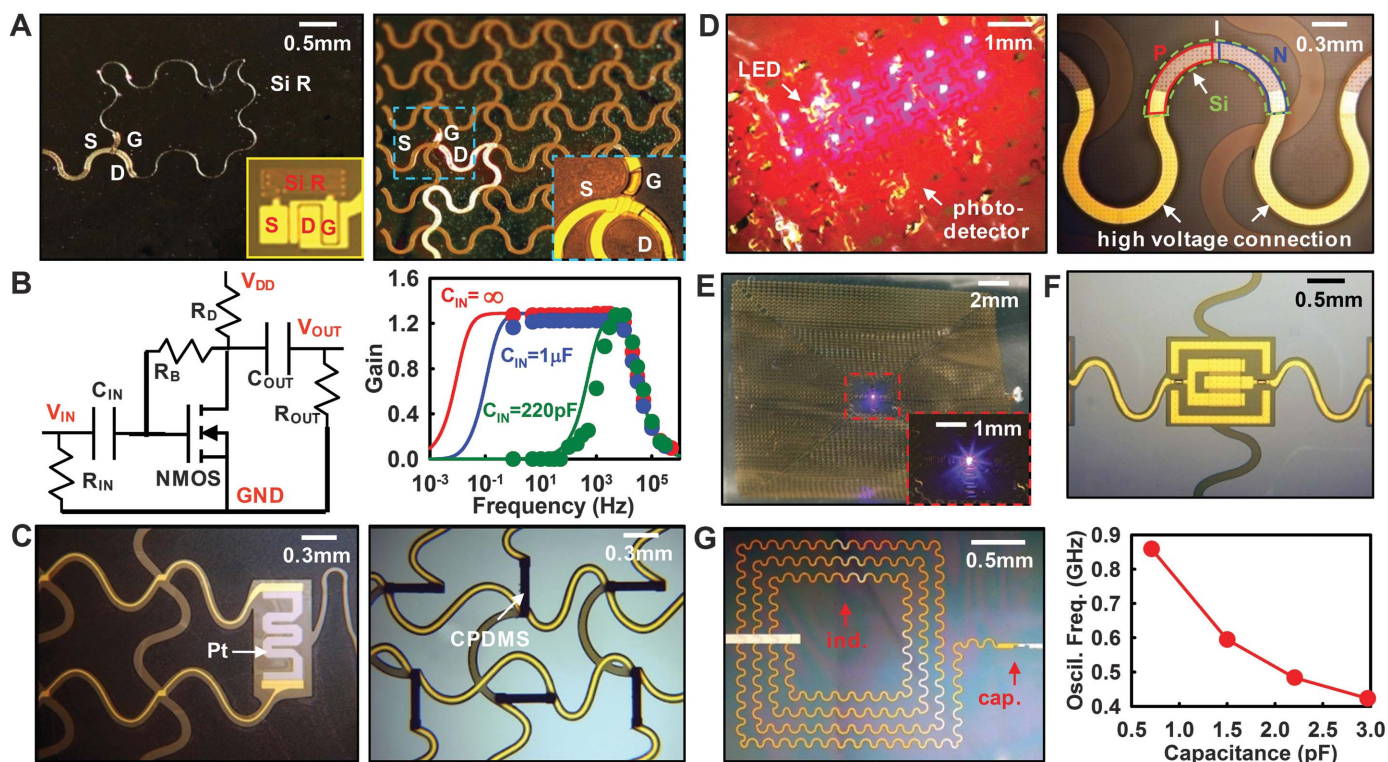 A
0.5mm
Si R
S
G
D
Si R
S
D
G
S
G
D
S
G
D
B
VDD
RD
VOUT
RB
COUT
CIN
VIN
ROUT
RIN
NMOS
GND
1.6
1.2
0.8
0.4
0.0
Gain
CIN= ∞
CIN=1µF
CIN=220pF
10-3
10-1
101
103
105
Frequency (Hz)
C
0.3mm
Pt
0.3mm
CPDMS
D
1mm
LED
photo-
detector
0.3mm
P
I
N
Si
high voltage connection
E
2mm
1mm
F
0.5mm
G
0.5mm
ind.
cap.
Oscil. Freq. (GHz)
0.9
0.8
0.7
0.6
0.5
0.4
0.5
1.0
1.5
2.0
2.5
3.0
Capacitance (pF)